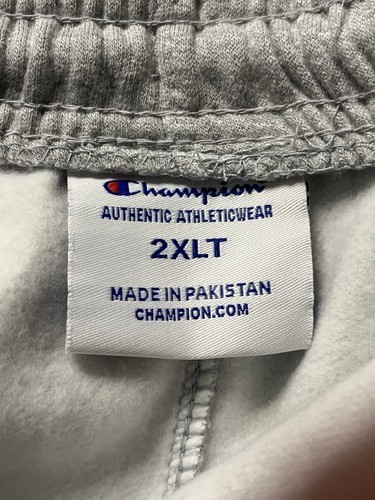 Champion
AUTHENTIC ATHLETICWEAR
2XLT
MADE IN PAKISTAN
CHAMPION.COM